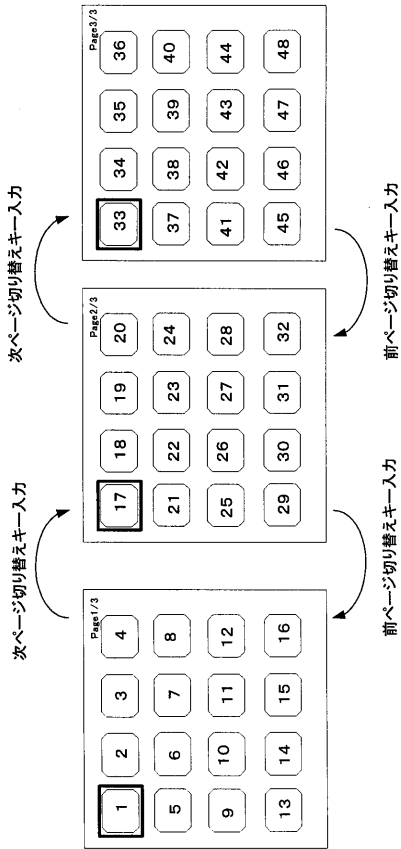 次ページ切り替えキー入力
次ページ切り替えキー入力
Page1/3
1 2 3 4
5 6 7 8
9 10 11 12
13 14 15 16
Page2/3
17 18 19 20
21 22 23 24
25 26 27 28
29 30 31 32
Page3/3
33 34 35 36
37 38 39 40
41 42 43 44
45 46 47 48
前ページ切り替えキー入力
前ページ切り替えキー入力